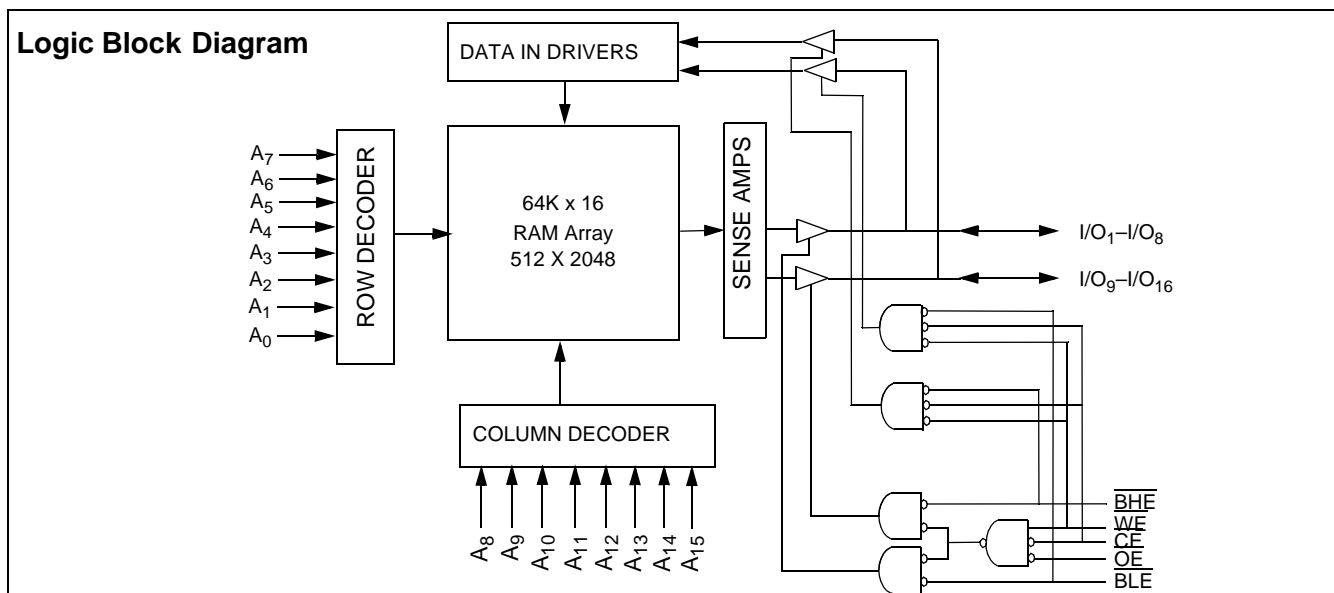 Logic Block Diagram
DATA IN DRIVERS
A7
A6
A5
A4
A3
A2
A1
A0
ROW DECODER
64K x 16
RAM Array
512 X 2048
SENSE AMPS
I/O1–I/O8
I/O9–I/O16
COLUMN DECODER
A8
A9
A10
A11
A12
A13
A14
A15
BHE
WE
CE
OE
BLE